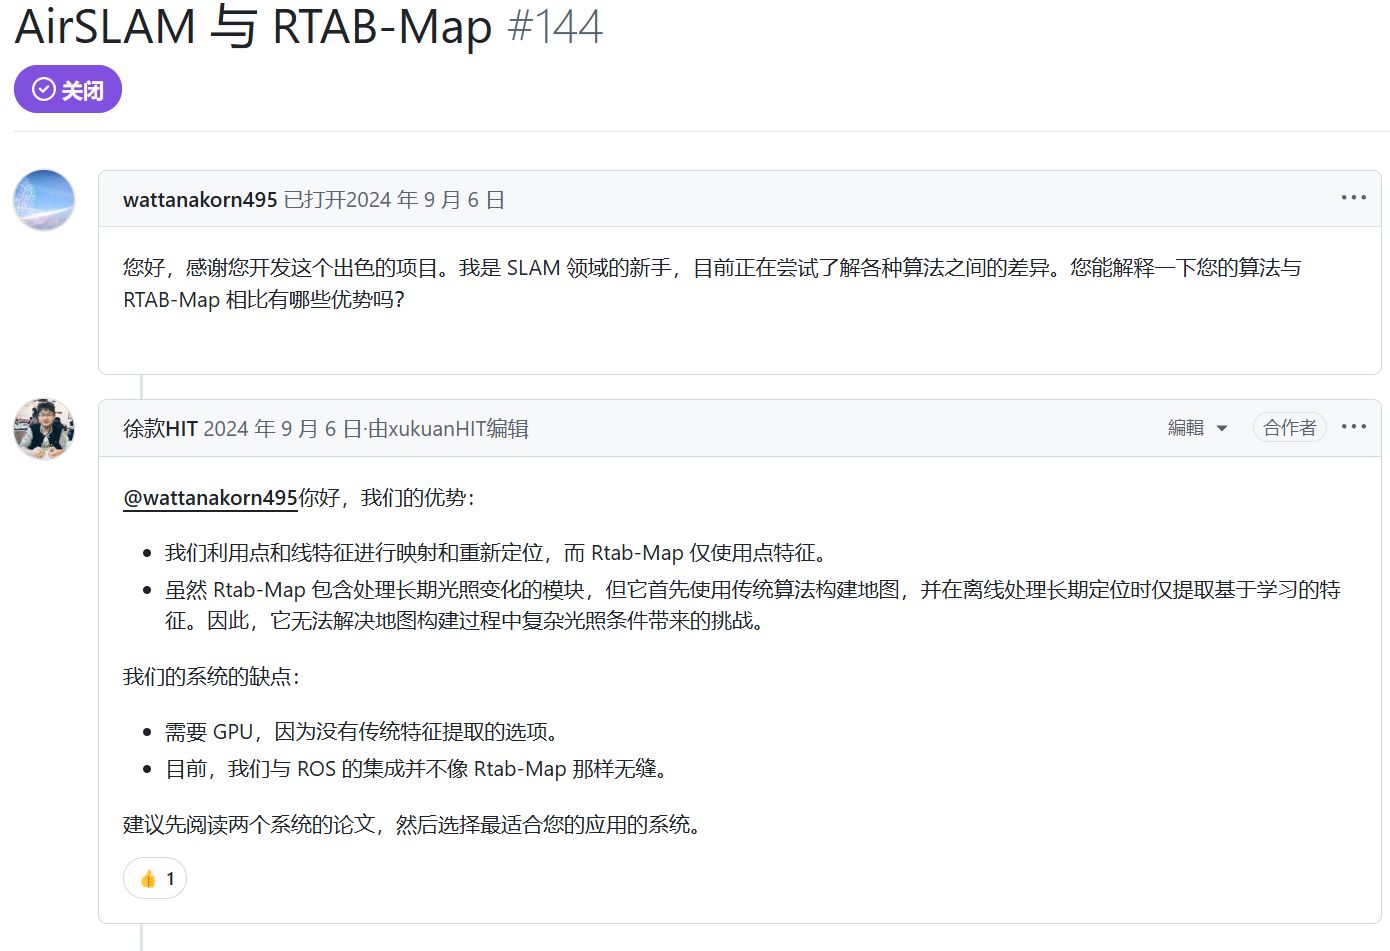 AirSLAM 与 RTAB-Map #144
关闭
wattanakorn495 已打开2024 年 9 月 6 日
您好，感谢您开发这个出色的项目。我是 SLAM 领域的新手，目前正在尝试了解各种算法之间的差异。您能解释一下您的算法与
RTAB-Map 相比有哪些优势吗？
徐款HIT 2024 年 9 月 6 日·由xukuanHIT编辑
编辑
合作者
@wattanakorn495你好，我们的优势：
• 我们利用点和线特征进行映射和重新定位，而 Rtab-Map 仅使用点特征。
• 虽然 Rtab-Map 包含处理长期光照变化的模块，但它首先使用传统算法构建地图，并在离线处理长期定位时仅提取基于学习的特
征。因此，它无法解决地图构建过程中复杂光照条件带来的挑战。
我们的系统的缺点：
• 需要 GPU，因为没有传统特征提取的选项。
• 目前，我们与 ROS 的集成并不像 Rtab-Map 那样无缝。
建议先阅读两个系统的论文，然后选择最适合您的应用的系统。
👍 1